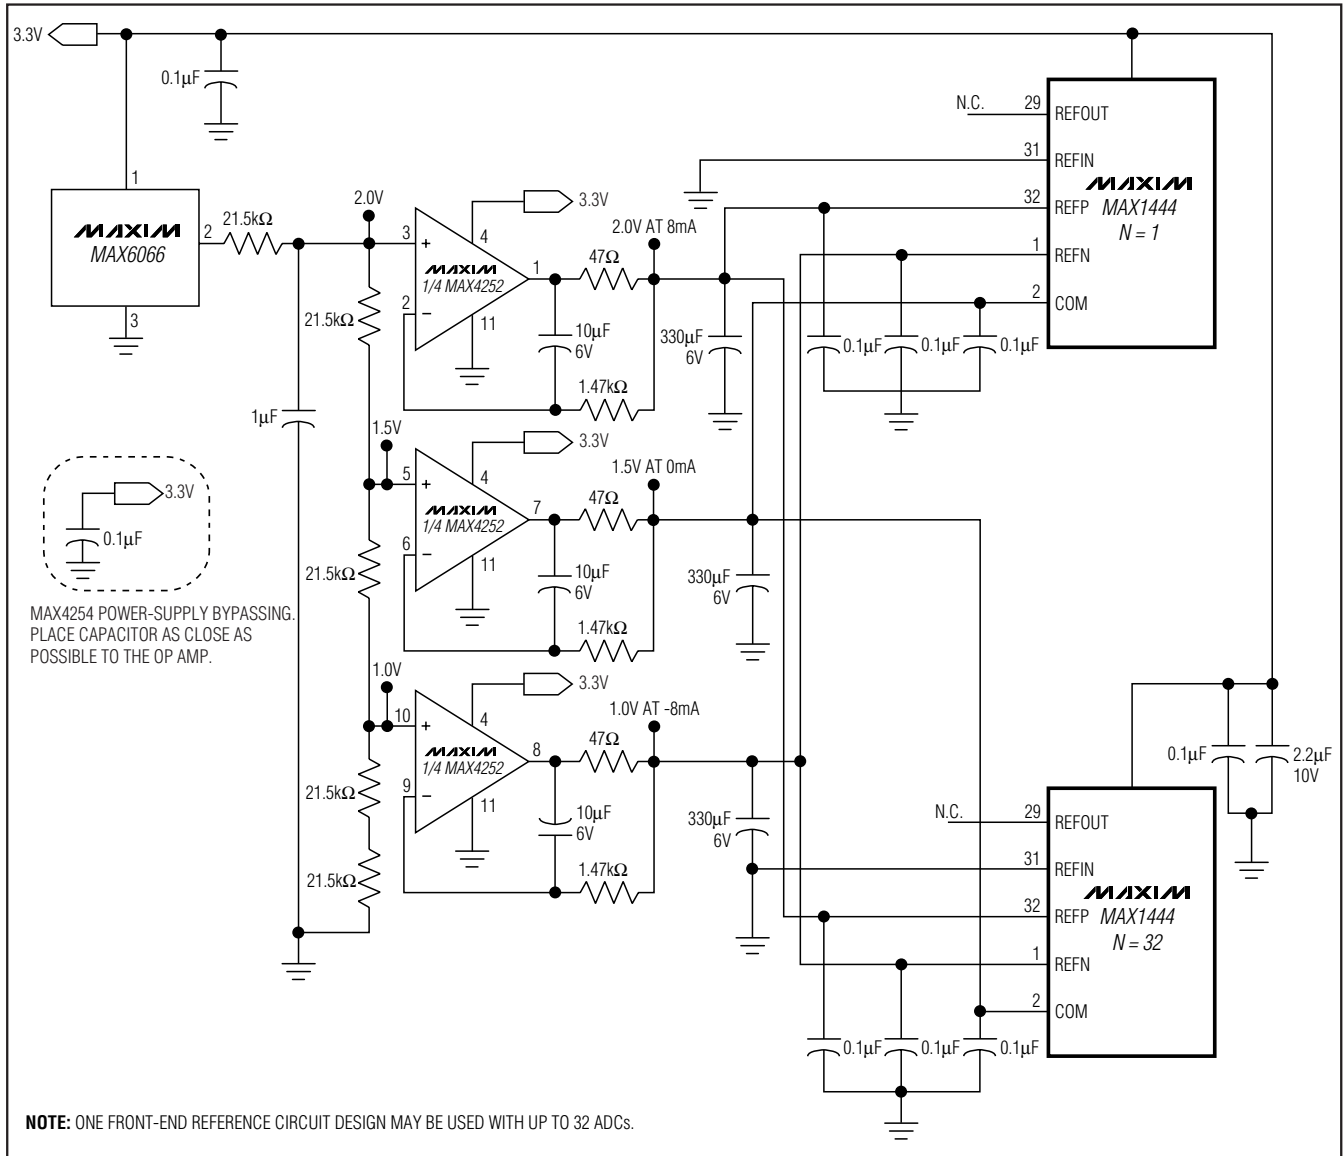 3.3V
0.1µF
N.C. 29 REFOUT
31 REFIN
MAXIM
32 REFP MAX1444
N = 1
1 REFN
2 COM
1
MAXIM
MAX6066
2
3
21.5kΩ
2.0V
3.3V
3
+
4
MAXIM
1/4 MAX4252
1
2
−
11
47Ω
2.0V AT 8mA
21.5kΩ
10µF
6V
330µF
6V
0.1µF
0.1µF
0.1µF
1.47kΩ
1µF
1.5V
3.3V
5
+
4
MAXIM
1/4 MAX4252
7
6
−
11
47Ω
1.5V AT 0mA
3.3V
0.1µF
21.5kΩ
10µF
6V
330µF
6V
1.47kΩ
MAX4254 POWER-SUPPLY BYPASSING.
PLACE CAPACITOR AS CLOSE AS
POSSIBLE TO THE OP AMP.
1.0V
3.3V
10
+
4
MAXIM
1/4 MAX4252
8
9
−
11
47Ω
1.0V AT -8mA
0.1µF
2.2µF
10V
21.5kΩ
10µF
6V
330µF
6V
21.5kΩ
1.47kΩ
N.C. 29 REFOUT
31 REFIN
MAXIM
32 REFP MAX1444
N = 32
1 REFN
2 COM
0.1µF
0.1µF
0.1µF
NOTE: ONE FRONT-END REFERENCE CIRCUIT DESIGN MAY BE USED WITH UP TO 32 ADCs.